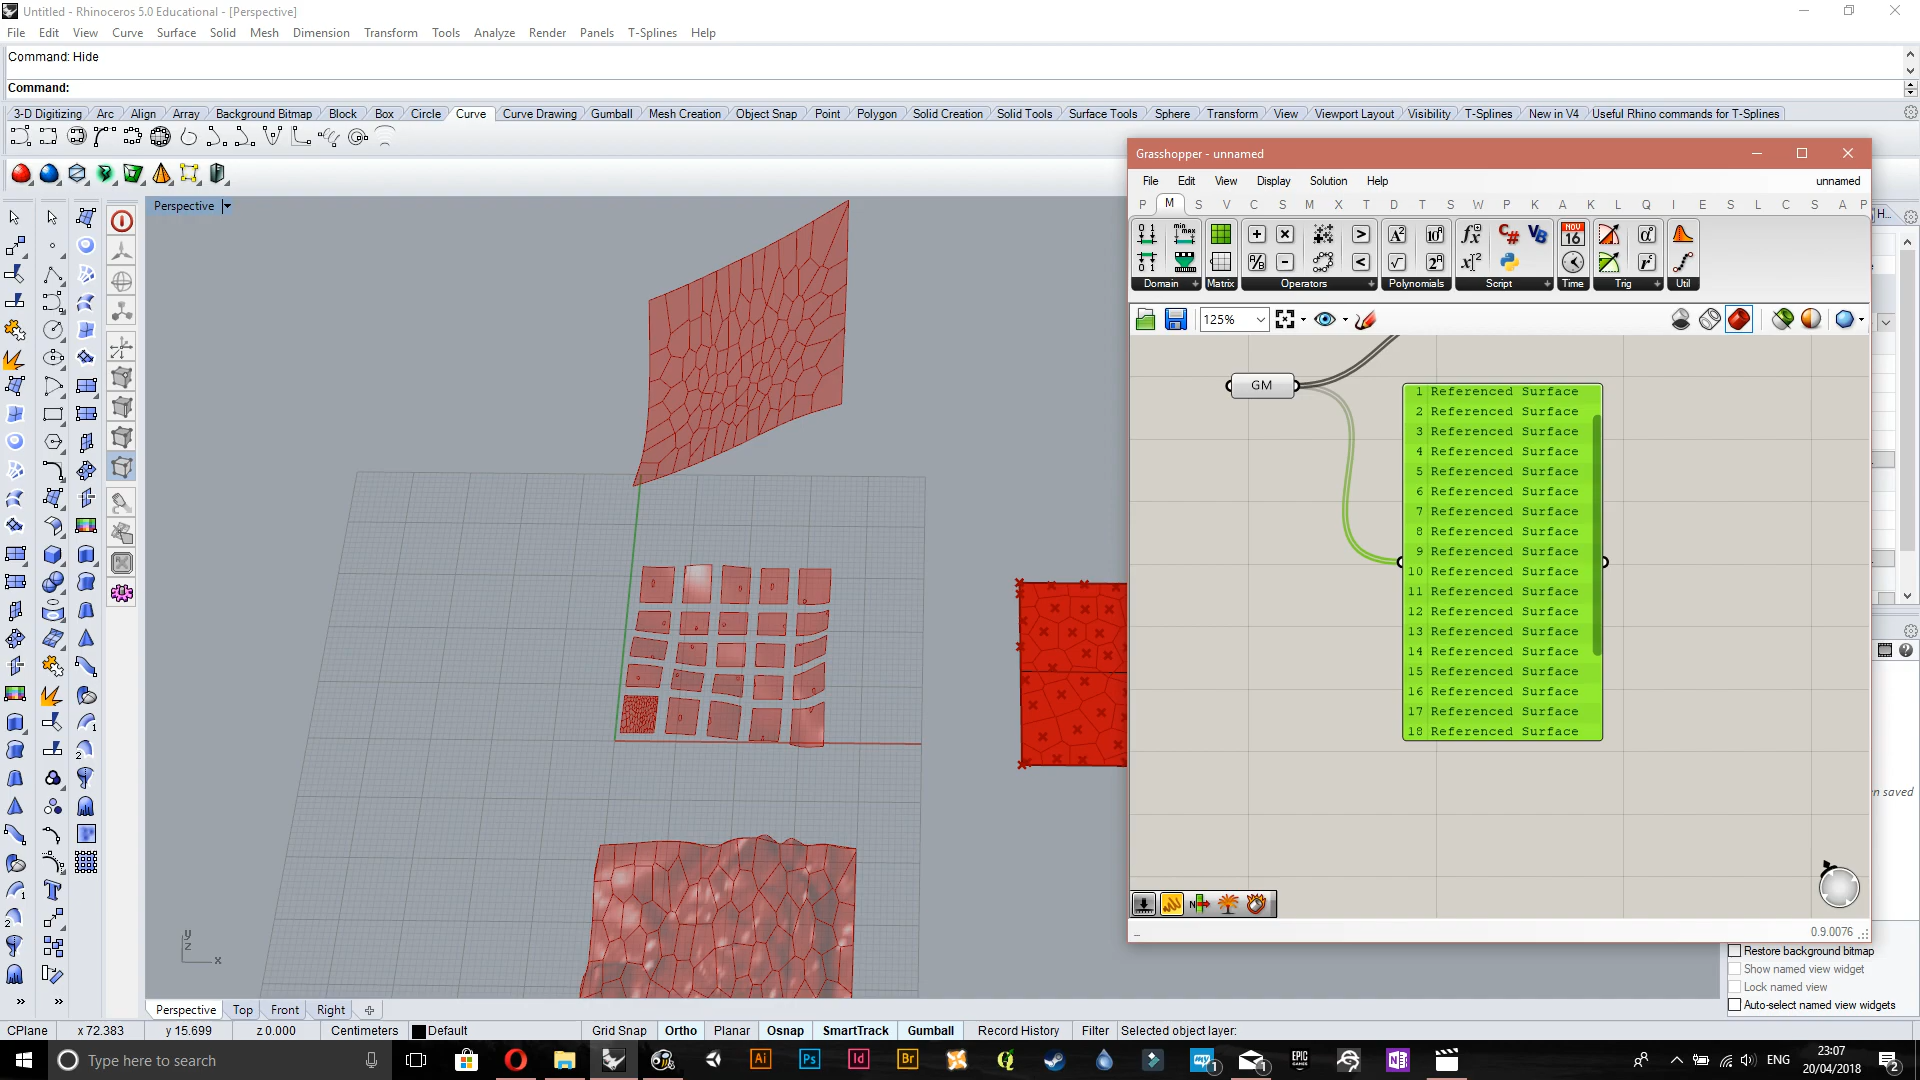 Untitled - Rhinoceros 5.0 Educational - [Perspective]
File Edit View Curve Surface Solid Mesh Dimension Transform Tools Analyze Render Panels T-Splines Help
Command: Hide
Command:
3-D Digitizing Arc Align Array Background Bitmap Block Box Circle Curve Curve Drawing Gumball Mesh Creation Object Snap Point Polygon Solid Creation Solid Tools Surface Tools Sphere Transform View Viewport Layout Visibility T-Splines New in V4 Useful Rhino commands for T-Splines
Perspective
Grasshopper - unnamed
File Edit View Display Solution Help unnamed
P M S V C S M X T D T S W P K A K L Q I E S L C S A P
Domain Matrix Operators Polynomials Script Time Trig Util
125%
GM
1 Referenced Surface
2 Referenced Surface
3 Referenced Surface
4 Referenced Surface
5 Referenced Surface
6 Referenced Surface
7 Referenced Surface
8 Referenced Surface
9 Referenced Surface
10 Referenced Surface
11 Referenced Surface
12 Referenced Surface
13 Referenced Surface
14 Referenced Surface
15 Referenced Surface
16 Referenced Surface
17 Referenced Surface
18 Referenced Surface
n saved
0.9.0076
Restore background bitmap
Show named view widget
Lock named view
Auto-select named view widgets
y
z
x
Perspective Top Front Right
CPlane x 72.383 y 15.699 z 0.000 Centimeters Default Grid Snap Ortho Planar Osnap SmartTrack Gumball Record History Filter Selected object layer:
Type here to search
ENG
23:07
20/04/2018